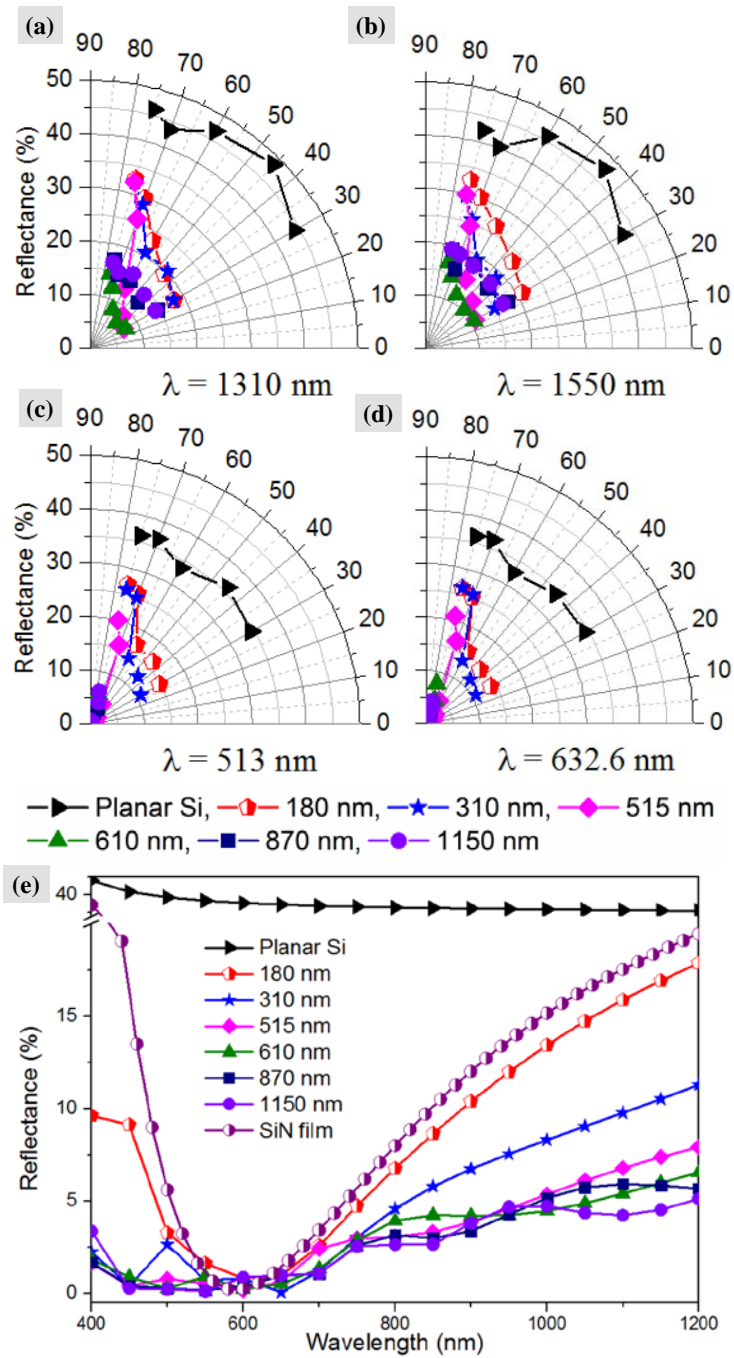 (a)
(b)
90
80
70
60
50
40
30
20
10
0
50
40
30
20
10
0
Reflectance (%)
λ = 1310 nm
90
80
70
60
50
40
30
20
10
0
λ = 1550 nm
(c)
(d)
90
80
70
60
50
40
30
20
10
0
50
40
30
20
10
0
Reflectance (%)
λ = 513 nm
90
80
70
60
50
40
30
20
10
0
λ = 632.6 nm
Planar Si, 180 nm, 310 nm, 515 nm
610 nm, 870 nm, 1150 nm
(e)
40
15
10
5
0
Reflectance (%)
Planar Si
180 nm
310 nm
515 nm
610 nm
870 nm
1150 nm
SiN film
400 600 800 1000 1200
Wavelength (nm)